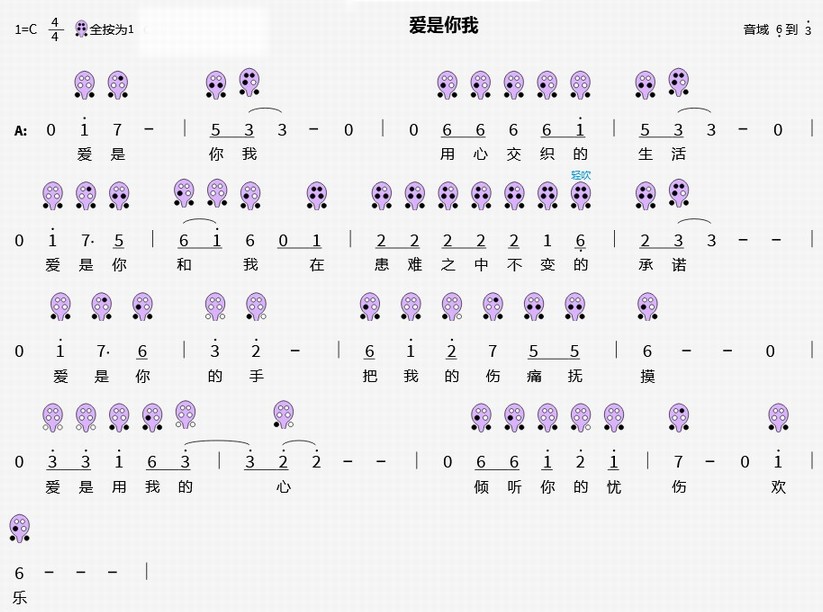 爱是你我
1=C 4/4 全按为1 音域 6̣ 到 3̇
A: 0 1̇ 7 － | 5 3 3 － 0 | 0 6 6 6 6 1̇ | 5 3 3 － 0 |
爱 是 你 我 用 心 交 织 的 生 活
轻吹
0 1̇ 7· 5 | 6 1̇ 6 0 1 | 2 2 2 2 2 1 6̣ | 2 3 3 － － |
爱 是 你 和 我 在 患 难 之 中 不 变 的 承 诺
0 1̇ 7· 6 | 3̇ 2̇ － | 6 1̇ 2̇ 7 5 5 | 6 － － 0 |
爱 是 你 的 手 把 我 的 伤 痛 抚 摸
0 3̇ 3̇ 1̇ 6 3̇ | 3̇ 2̇ 2̇ － － | 0 6 6 1̇ 2̇ 1̇ | 7 － 0 1̇ |
爱 是 用 我 的 心 倾 听 你 的 忧 伤 欢
6 － － － |
乐